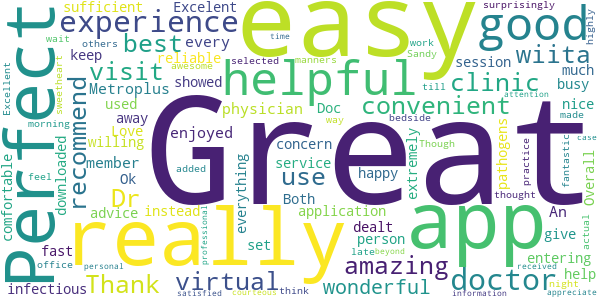 sufficient
Excelent
easy
surprisingly
good
highly
Perfect
Excellent
wait
others
experience
awesome
time
selected
manners
work
Sandy
best
every
reliable
till
attention
wiita
keep
sweetheart
recommend
visit
showed
helpful
session
much
busy
Metroplus
clinic
morning
used
physician
Doc
convenient
nice
made
away
Great
way
bedside
Though
willing
Love
enjoyed
concern
extremely
pathogens
practice
fantastic
comfortable
feel
downloaded
member
service
happy
Ok
added
use
thought
Overall
actual
Dr
everything
Both
app
An
advice
instead
application
really
dealt
person
give
professional
set
late
beyond
fast
amazing
doctor
entering
office
Thank
virtual
night
help
infectious
personal
satisfied
courteous
think
wonderful
received
information
appreciate